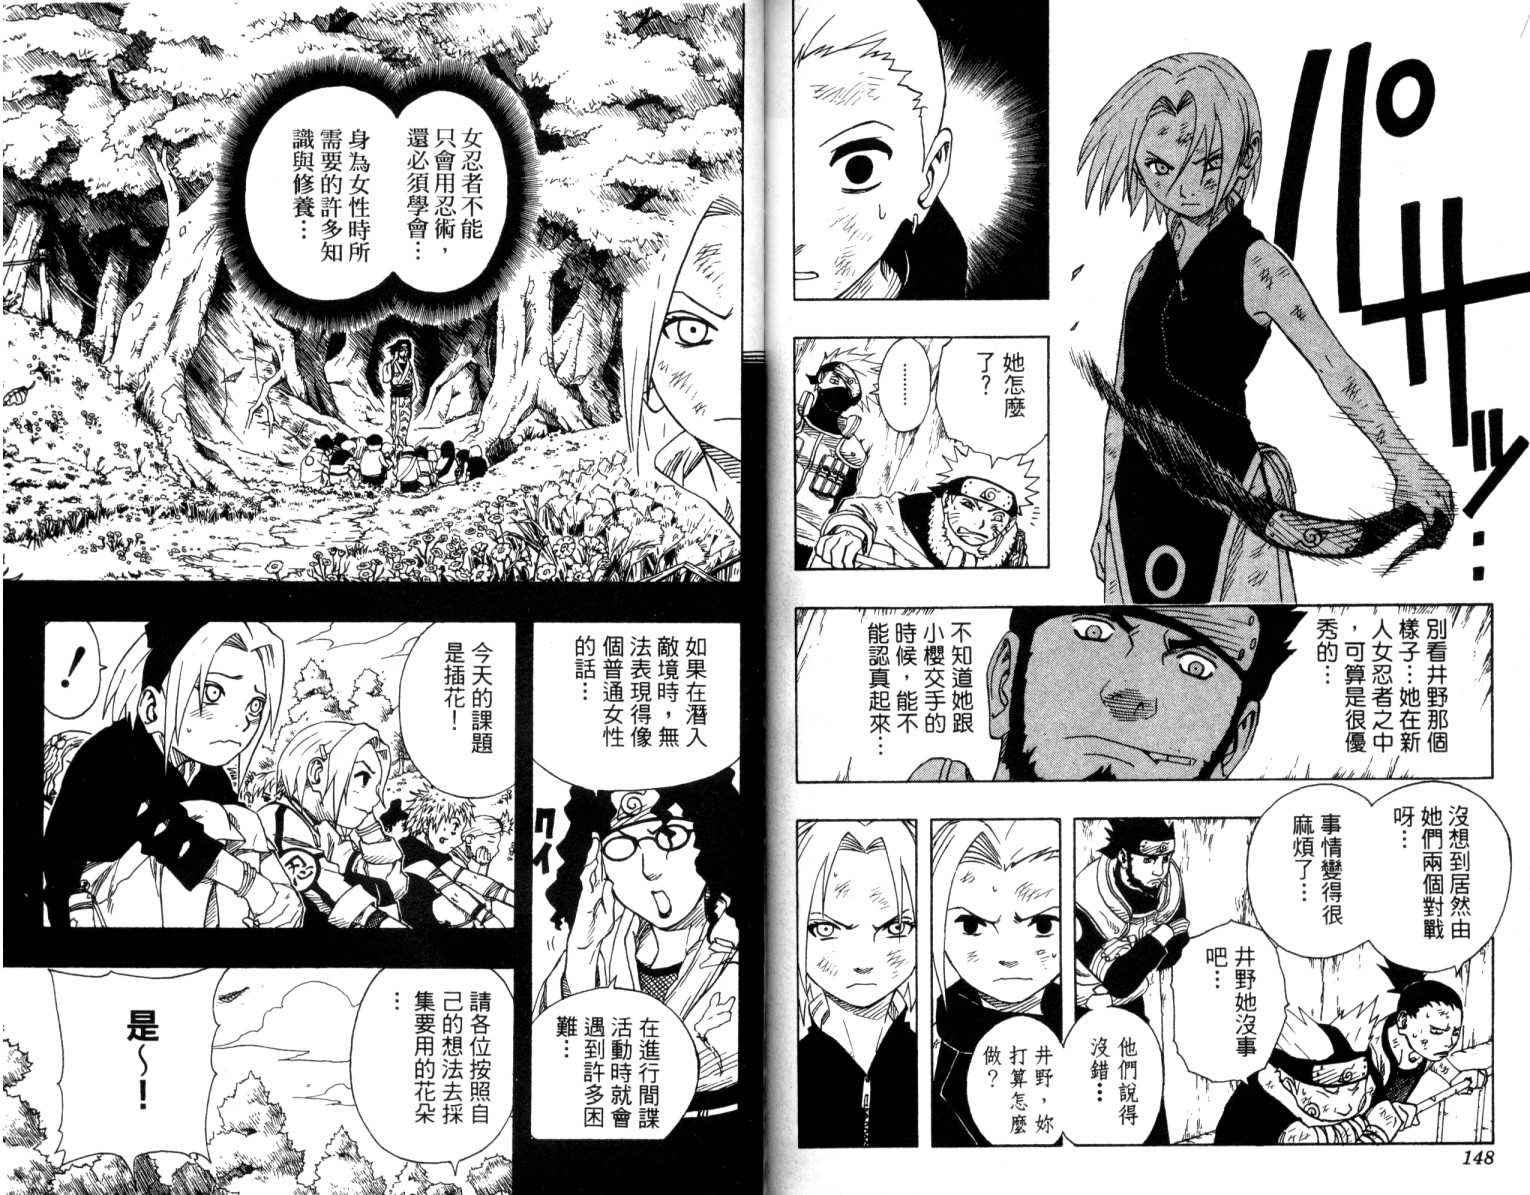 パ
サッ
…
她怎麼
了?
………
別看井野那個
樣子…她在新
人女忍者之中
,可算是很優
秀的…
不知道她跟
小櫻交手的
時候,能不
能認真起來…
沒想到居然由
她們兩個對戰
呀…
事情變得很
麻煩了…
井野她沒事
吧…
他們說得
沒錯…
井野,妳
打算怎麼
做?
148
女忍者不能
只會用忍術,
還必須學會…
身為女性時所
需要的許多知
識與修養…
如果在潛入
敵境時,無
法表現得像
個普通女性
的話…
クイ
在進行間諜
活動時就會
遇到許多困
難…
今天的課題
是插花!
!
請各位按照自
己的想法去採
集要用的花朵
…
是~!